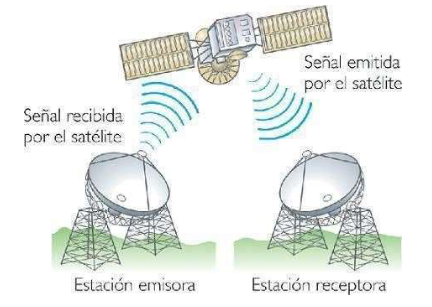 Señal emitida
por el satélite
Señal recibida
por el satélite
Estación emisora
Estación receptora